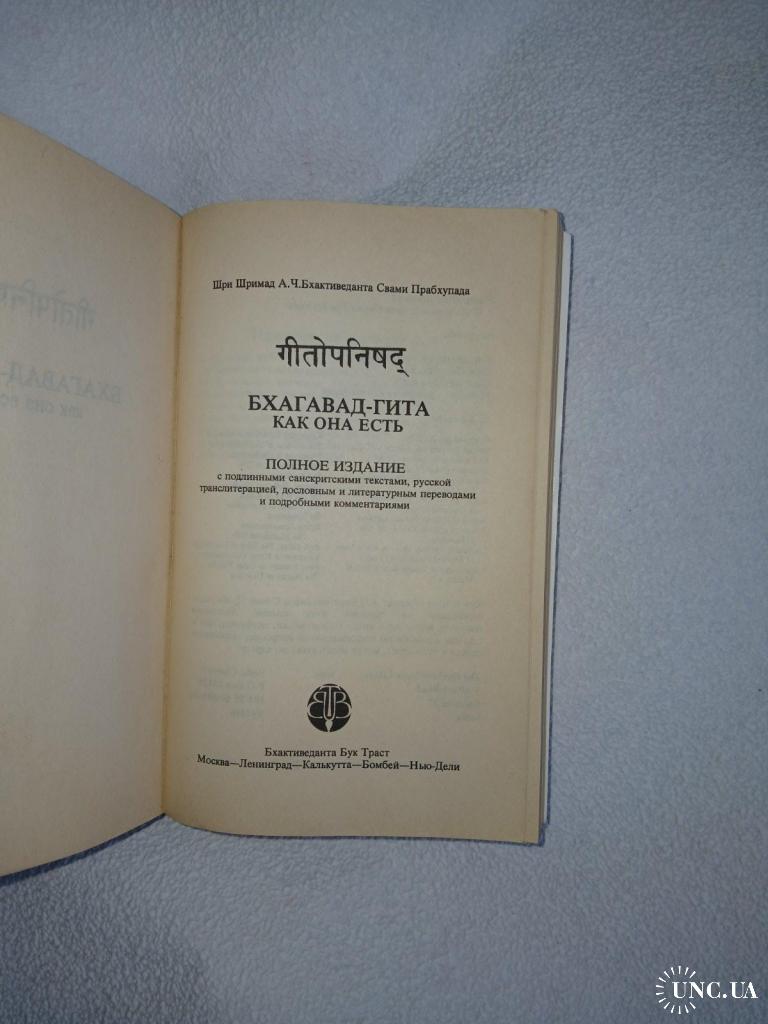 Шри Шримад А.Ч.Бхактиведанта Свами Прабхупада
गीतोपनिषद्
БХАГАВАД-ГИТА
КАК ОНА ЕСТЬ
ПОЛНОЕ ИЗДАНИЕ
с подлинными санскритскими текстами, русской
транслитерацией, дословным и литературным переводами
и подробными комментариями
Бхактиведанта Бук Траст
Москва—Ленинград—Калькутта—Бомбей—Нью-Дели
UNC.UA